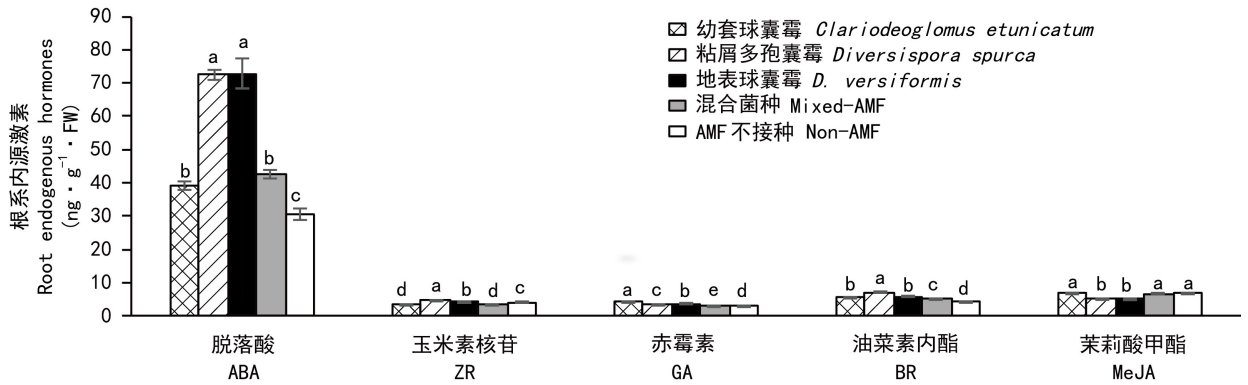 根系内源激素
Root endogenous hormones
(ng·g⁻¹·FW)
90
80
70
60
50
40
30
20
10
0
幼套球囊霉 Clariodeoglomus etunicatum
粘屑多孢囊霉 Diversispora spurca
地表球囊霉 D. versiformis
混合菌种 Mixed-AMF
AMF不接种 Non-AMF
b a a b c
d a b d c
a c b e d
b a b c d
a b b a a
脱落酸 玉米素核苷 赤霉素 油菜素内酯 茉莉酸甲酯
ABA ZR GA BR MeJA